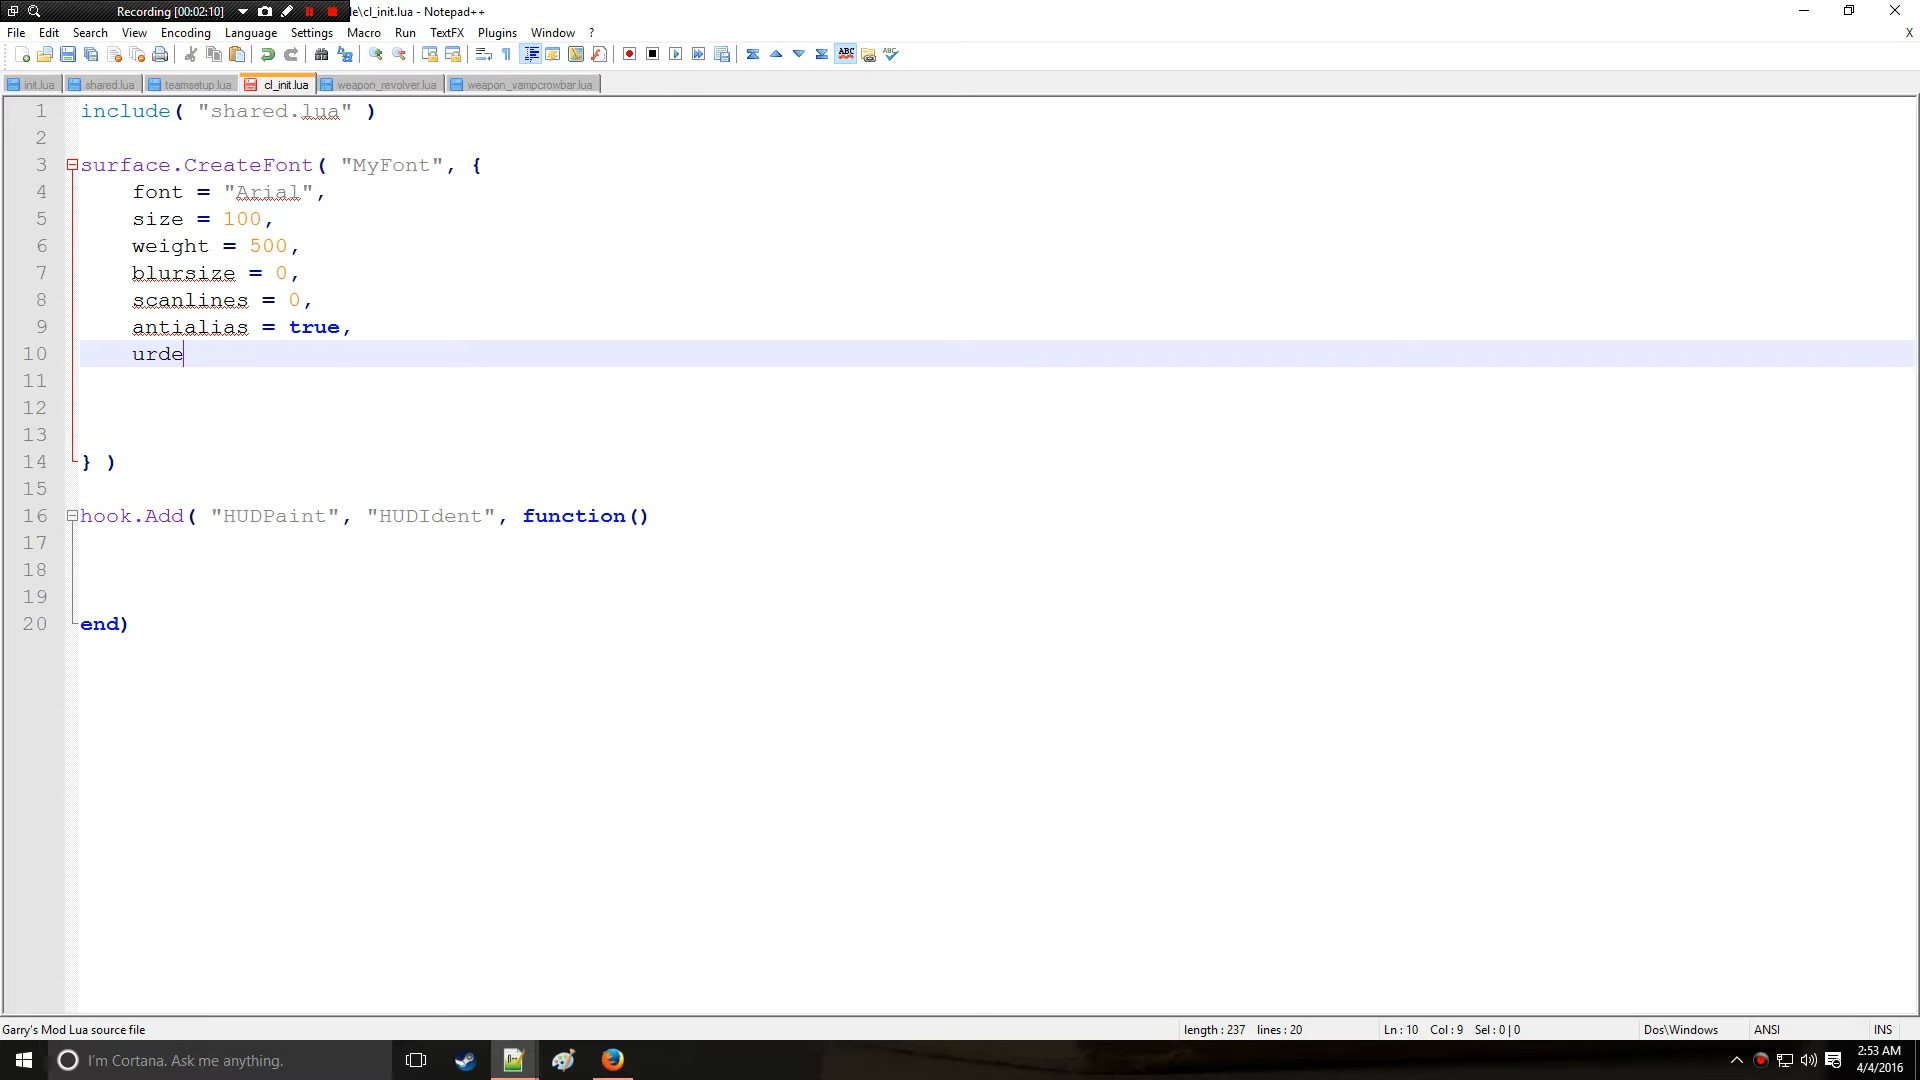 Recording [00:02:10] le\cl_init.lua - Notepad++
File Edit Search View Encoding Language Settings Macro Run TextFX Plugins Window ? X
init.lua shared.lua teamsetup.lua cl_init.lua weapon_revolver.lua weapon_vampcrowbar.lua
1 include( "shared.lua" )
2
3 surface.CreateFont( "MyFont", {
4 font = "Arial",
5 size = 100,
6 weight = 500,
7 blursize = 0,
8 scanlines = 0,
9 antialias = true,
10 urde
11
12
13
14 } )
15
16 hook.Add( "HUDPaint", "HUDIdent", function()
17
18
19
20 end)
Garry's Mod Lua source file length : 237 lines : 20 Ln : 10 Col : 9 Sel : 0 | 0 Dos\Windows ANSI INS
I'm Cortana. Ask me anything. 2:53 AM
4/4/2016